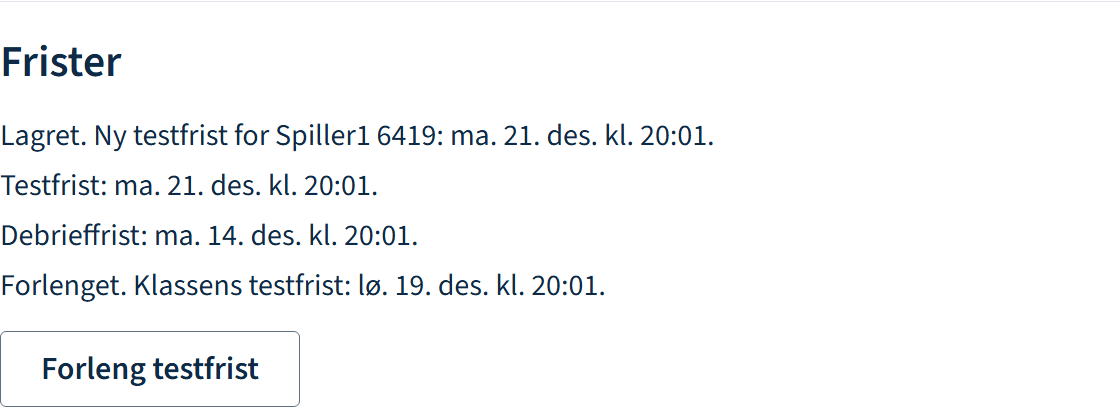 Frister
Lagret. Ny testfrist for Spiller1 6419: ma. 21. des. kl. 20:01.
Testfrist: ma. 21. des. kl. 20:01.
Debrieffrist: ma. 14. des. kl. 20:01.
Forlenget. Klassens testfrist: lø. 19. des. kl. 20:01.
Forleng testfrist